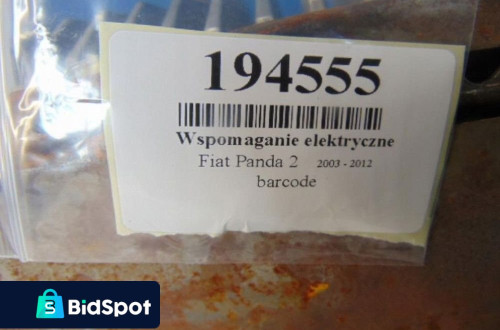 194555
Wspomaganie elektryczne
Fiat Panda 2 2003 - 2012
barcode
S
BidSpot